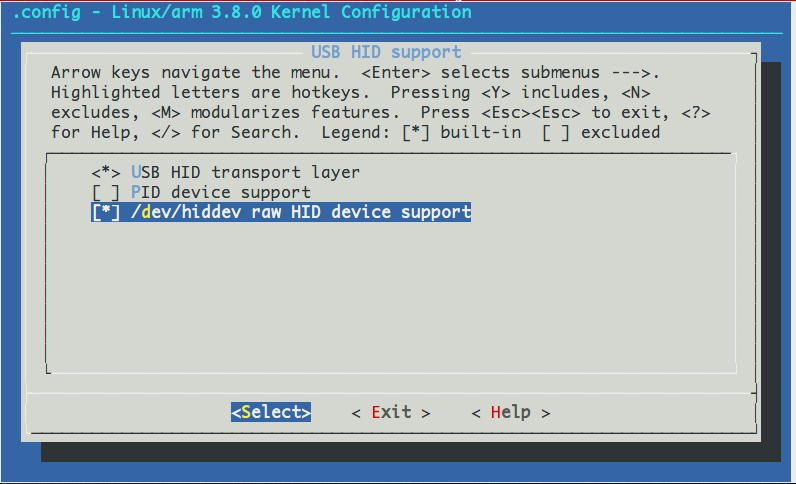 .config - Linux/arm 3.8.0 Kernel Configuration
USB HID support
Arrow keys navigate the menu.  <Enter> selects submenus --->.
Highlighted letters are hotkeys.  Pressing <Y> includes, <N>
excludes, <M> modularizes features.  Press <Esc><Esc> to exit, <?>
for Help, </> for Search.  Legend: [*] built-in  [ ] excluded
<*> USB HID transport layer
[ ] PID device support
[*] /dev/hiddev raw HID device support
<Select>    < Exit >    < Help >